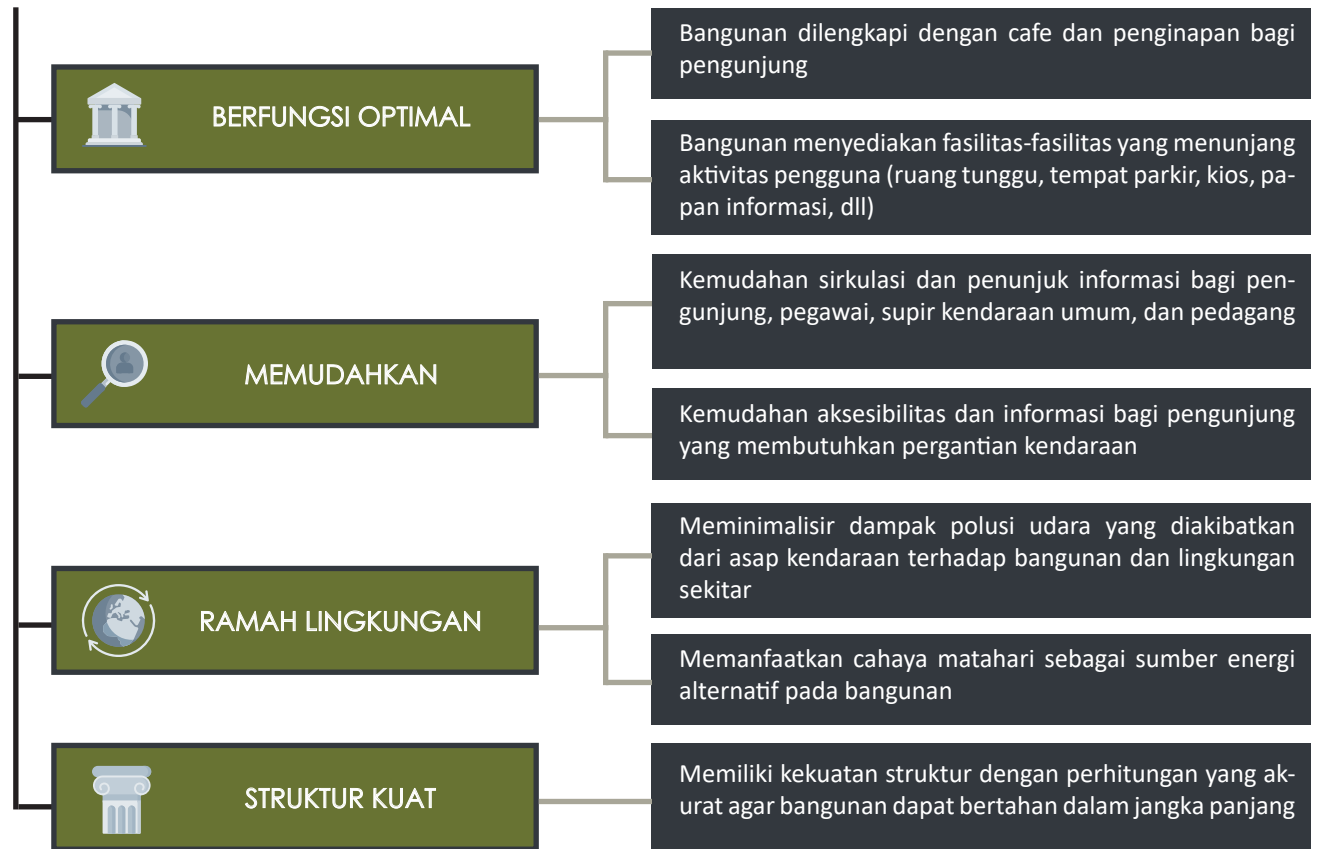 BERFUNGSI OPTIMAL
Bangunan dilengkapi dengan cafe dan penginapan bagi
pengunjung
Bangunan menyediakan fasilitas-fasilitas yang menunjang
aktivitas pengguna (ruang tunggu, tempat parkir, kios, pa-
pan informasi, dll)
MEMUDAHKAN
Kemudahan sirkulasi dan penunjuk informasi bagi pen-
gunjung, pegawai, supir kendaraan umum, dan pedagang
Kemudahan aksesibilitas dan informasi bagi pengunjung
yang membutuhkan pergantian kendaraan
RAMAH LINGKUNGAN
Meminimalisir dampak polusi udara yang diakibatkan
dari asap kendaraan terhadap bangunan dan lingkungan
sekitar
Memanfaatkan cahaya matahari sebagai sumber energi
alternatif pada bangunan
STRUKTUR KUAT
Memiliki kekuatan struktur dengan perhitungan yang ak-
urat agar bangunan dapat bertahan dalam jangka panjang